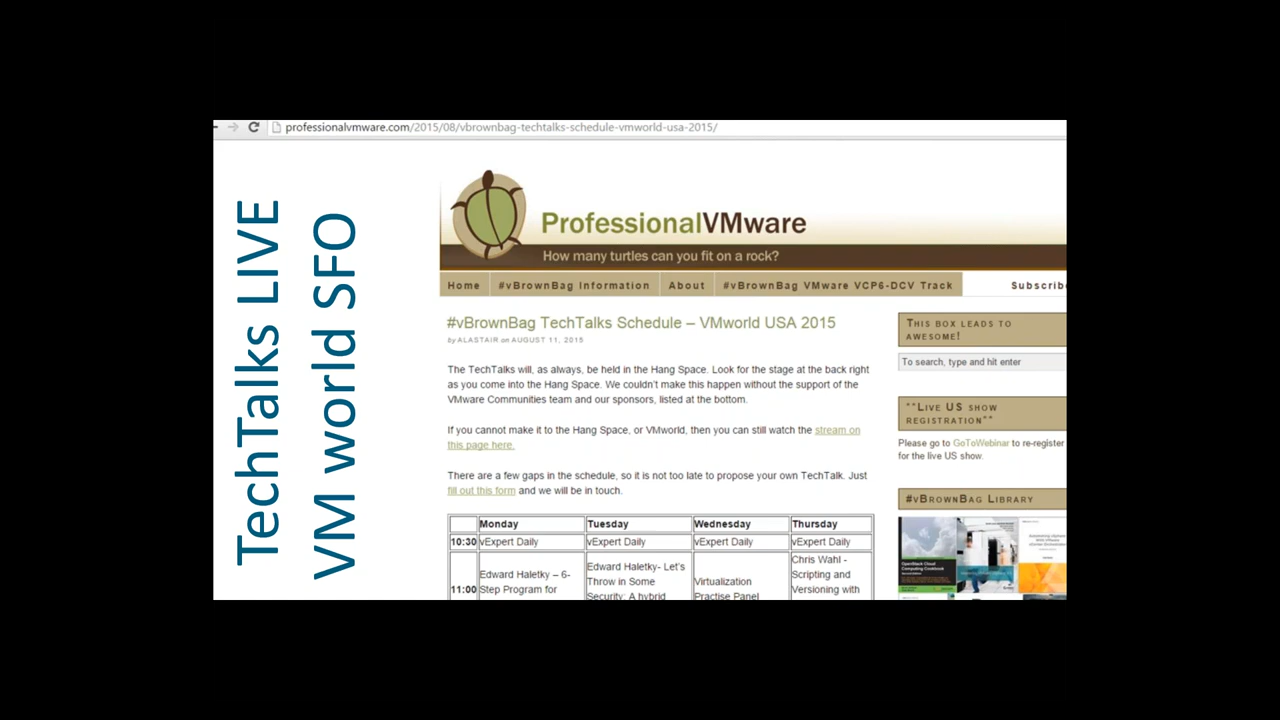 professionalvmware.com/2015/08/vbrownbag-techtalks-schedule-vmworld-usa-2015/
TechTalks LIVE
VM world SFO
ProfessionalVMware
How many turtles can you fit on a rock?
Home #vBrownBag Information About #vBrownBag VMware VCP6-DCV Track Subscribe
#vBrownBag TechTalks Schedule – VMworld USA 2015
by ALASTAIR on AUGUST 11, 2015
The TechTalks will, as always, be held in the Hang Space. Look for the stage at the back right
as you come into the Hang Space. We couldn't make this happen without the support of the
VMware Communities team and our sponsors, listed at the bottom.
If you cannot make it to the Hang Space, or VMworld, then you can still watch the stream on
this page here.
There are a few gaps in the schedule, so it is not too late to propose your own TechTalk. Just
fill out this form and we will be in touch.
Monday Tuesday Wednesday Thursday
10:30 vExpert Daily vExpert Daily vExpert Daily vExpert Daily
11:00
Edward Haletky – 6-
Step Program for
Edward Haletky- Let's
Throw in Some
Security: A hybrid
Virtualization
Practise Panel
Chris Wahl -
Scripting and
Versioning with
This box leads to
awesome!
To search, type and hit enter
**Live US show
registration**
Please go to GoToWebinar to re-register
for the live US show.
#vBrownBag Library
OpenStack Cloud
Computing Cookbook